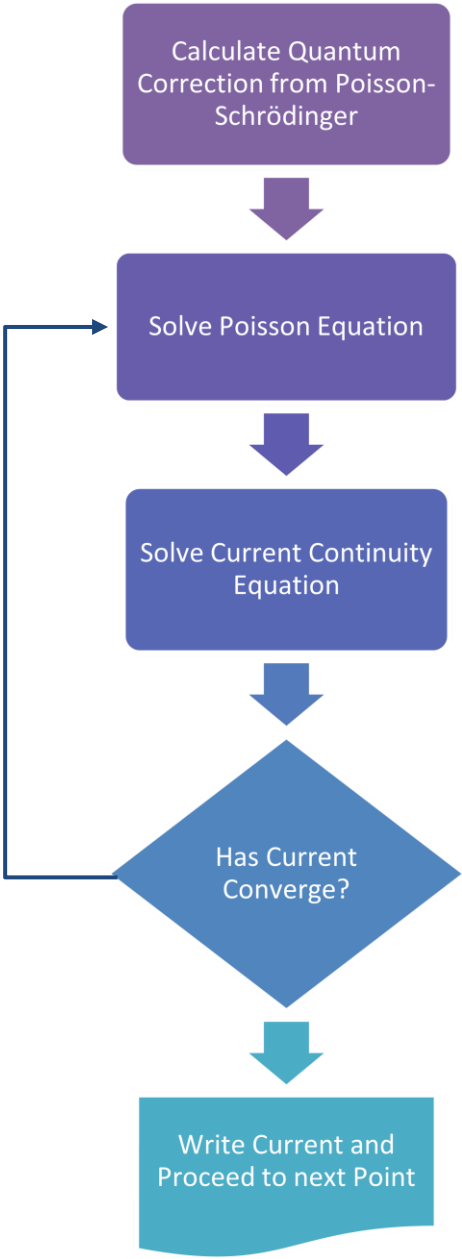 Calculate Quantum
Correction from Poisson-
Schrödinger
Solve Poisson Equation
Solve Current Continuity
Equation
Has Current
Converge?
Write Current and
Proceed to next Point